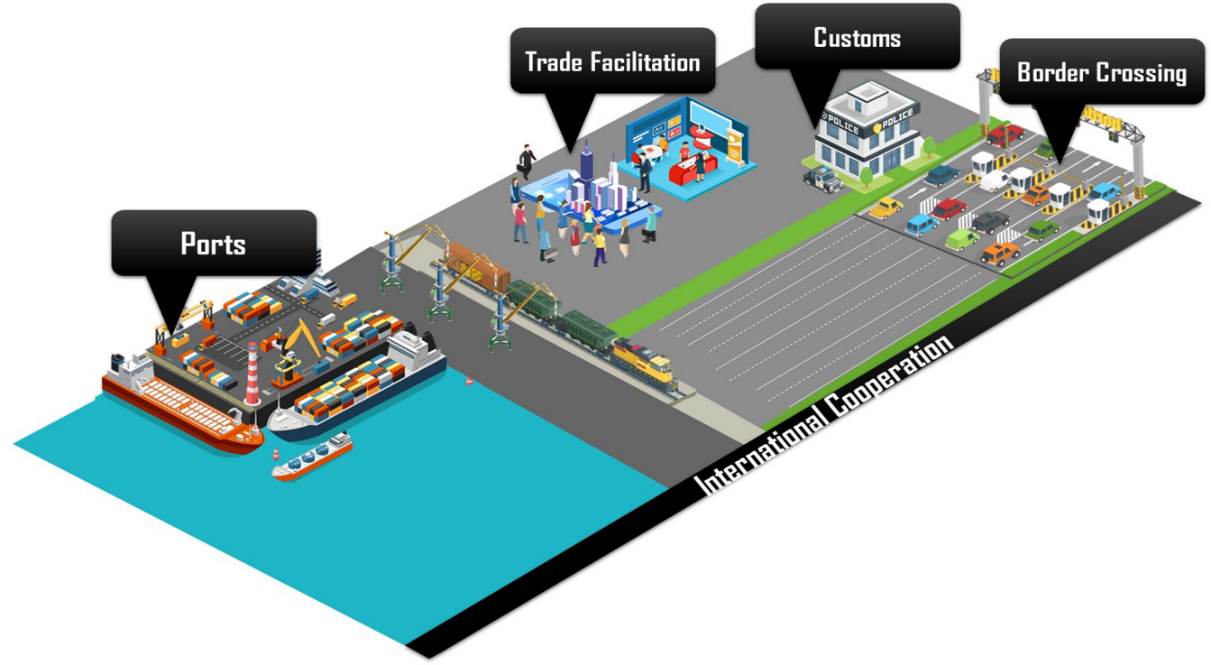 Customs
Trade Facilitation
Border Crossing
POLICE
POLICE
Ports
International Cooperation